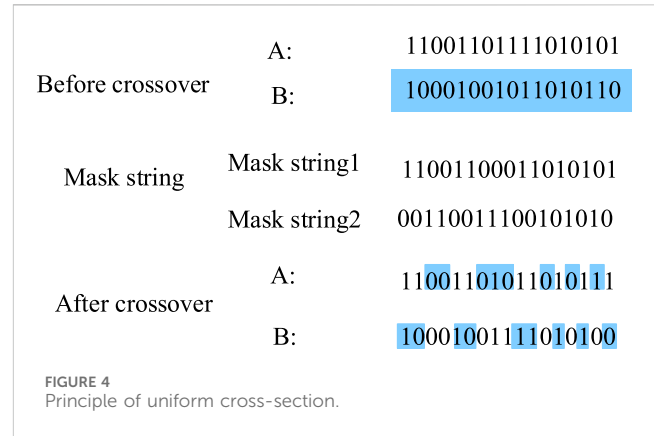 A: 11001101111010101
Before crossover
B: 10001001011010110
Mask string
Mask string1 11001100011010101
Mask string2 00110011100101010
A: 11001101011010111
After crossover
B: 10001001111010100
FIGURE 4
Principle of uniform cross-section.